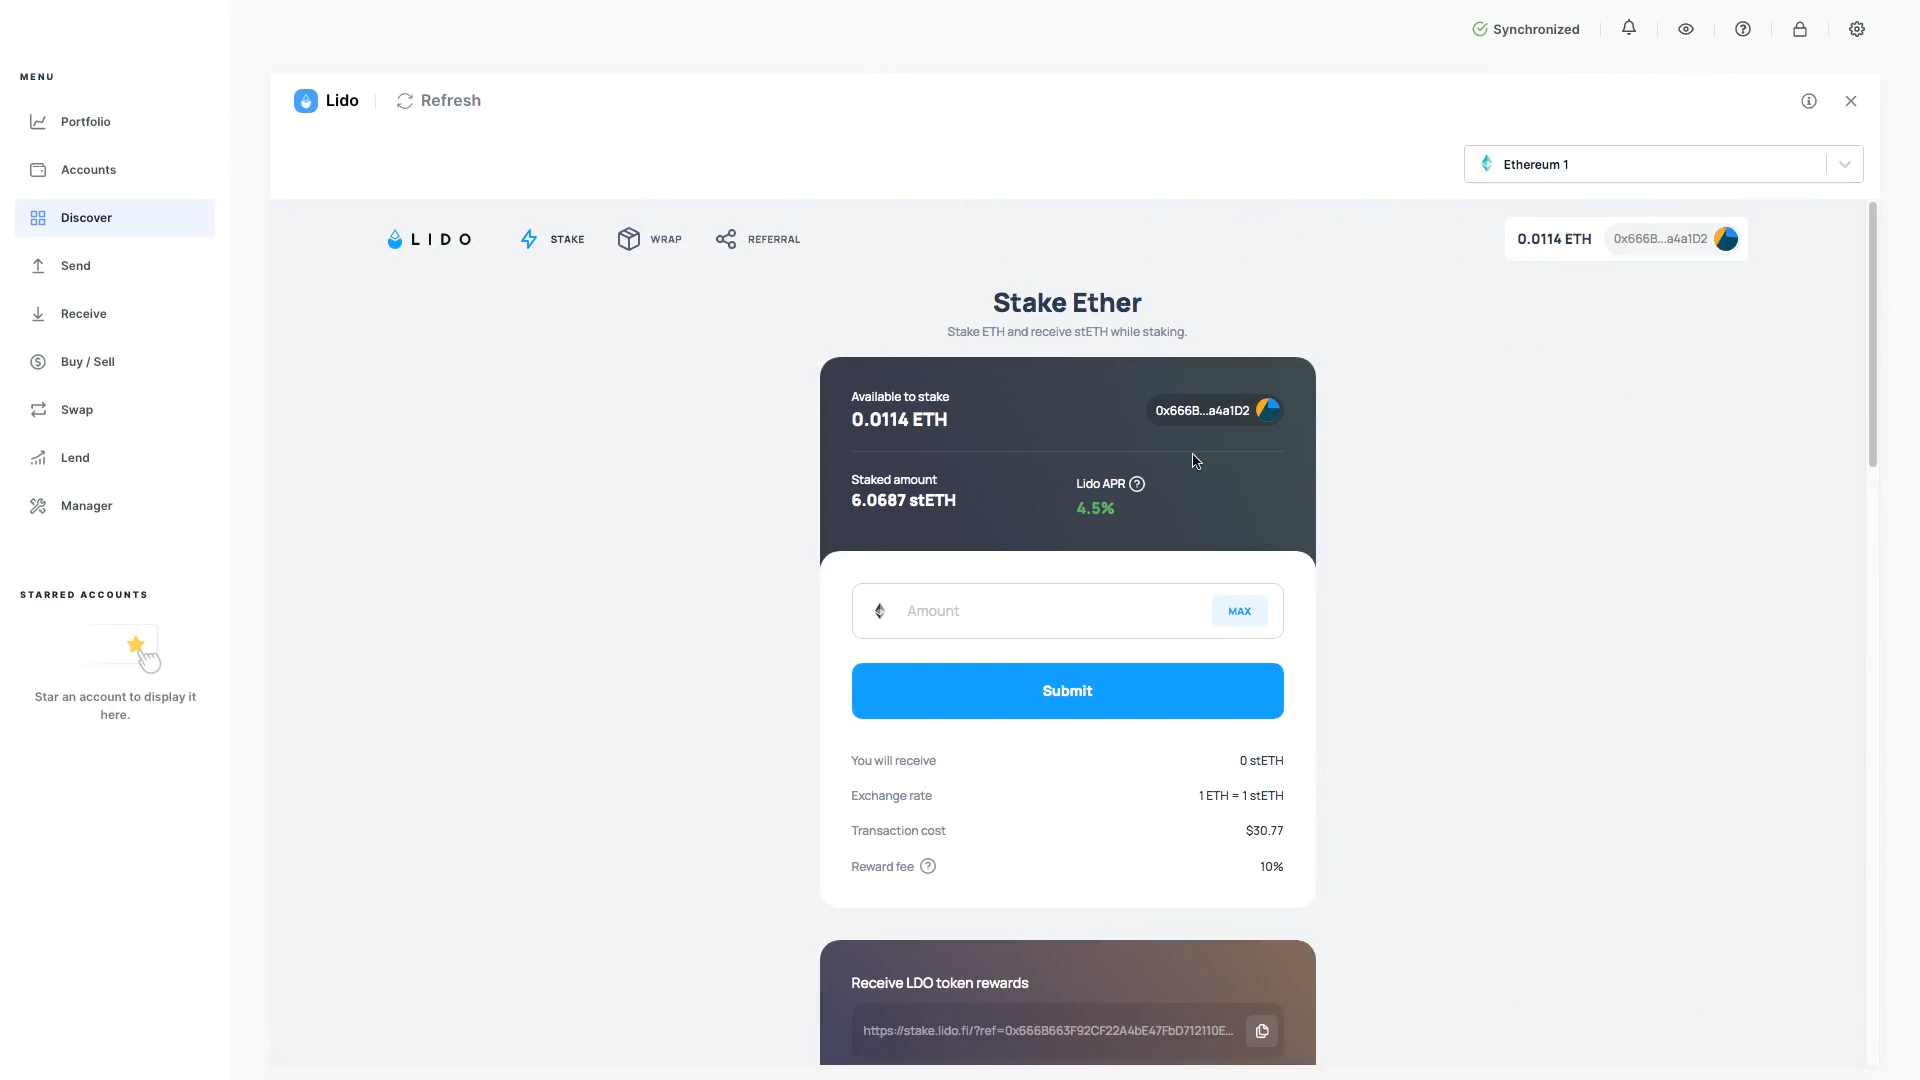 Synchronized
MENU
Portfolio
Accounts
Discover
Send
Receive
Buy / Sell
Swap
Lend
Manager
STARRED ACCOUNTS
Star an account to display it
here.
Lido
Refresh
Ethereum 1
LIDO
STAKE
WRAP
REFERRAL
0.0114 ETH
0x666B...a4a1D2
Stake Ether
Stake ETH and receive stETH while staking.
Available to stake
0.0114 ETH
0x666B...a4a1D2
Staked amount
6.0687 stETH
Lido APR
4.5%
Amount
MAX
Submit
You will receive
0 stETH
Exchange rate
1 ETH = 1 stETH
Transaction cost
$30.77
Reward fee
10%
Receive LDO token rewards
https://stake.lido.fi/?ref=0x666B663F92CF22A4bE47FbD712110E...